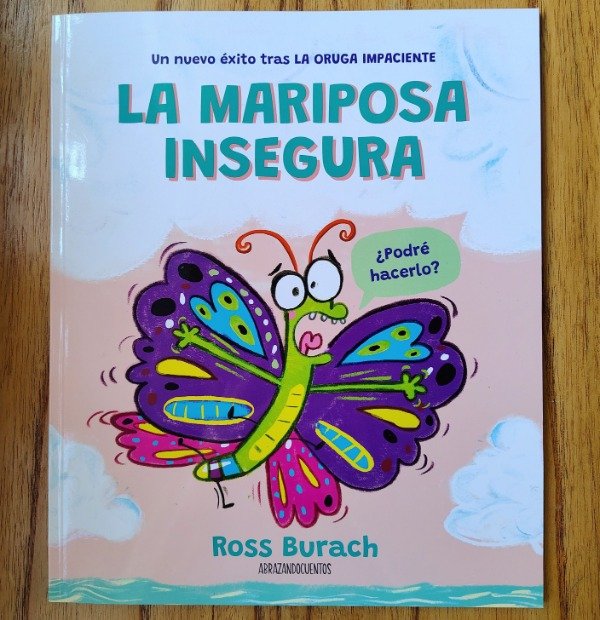 Un nuevo éxito tras LA ORUGA IMPACIENTE
LA MARIPOSA
INSEGURA
¿Podré
hacerlo?
Ross Burach
ABRAZANDOCUENTOS